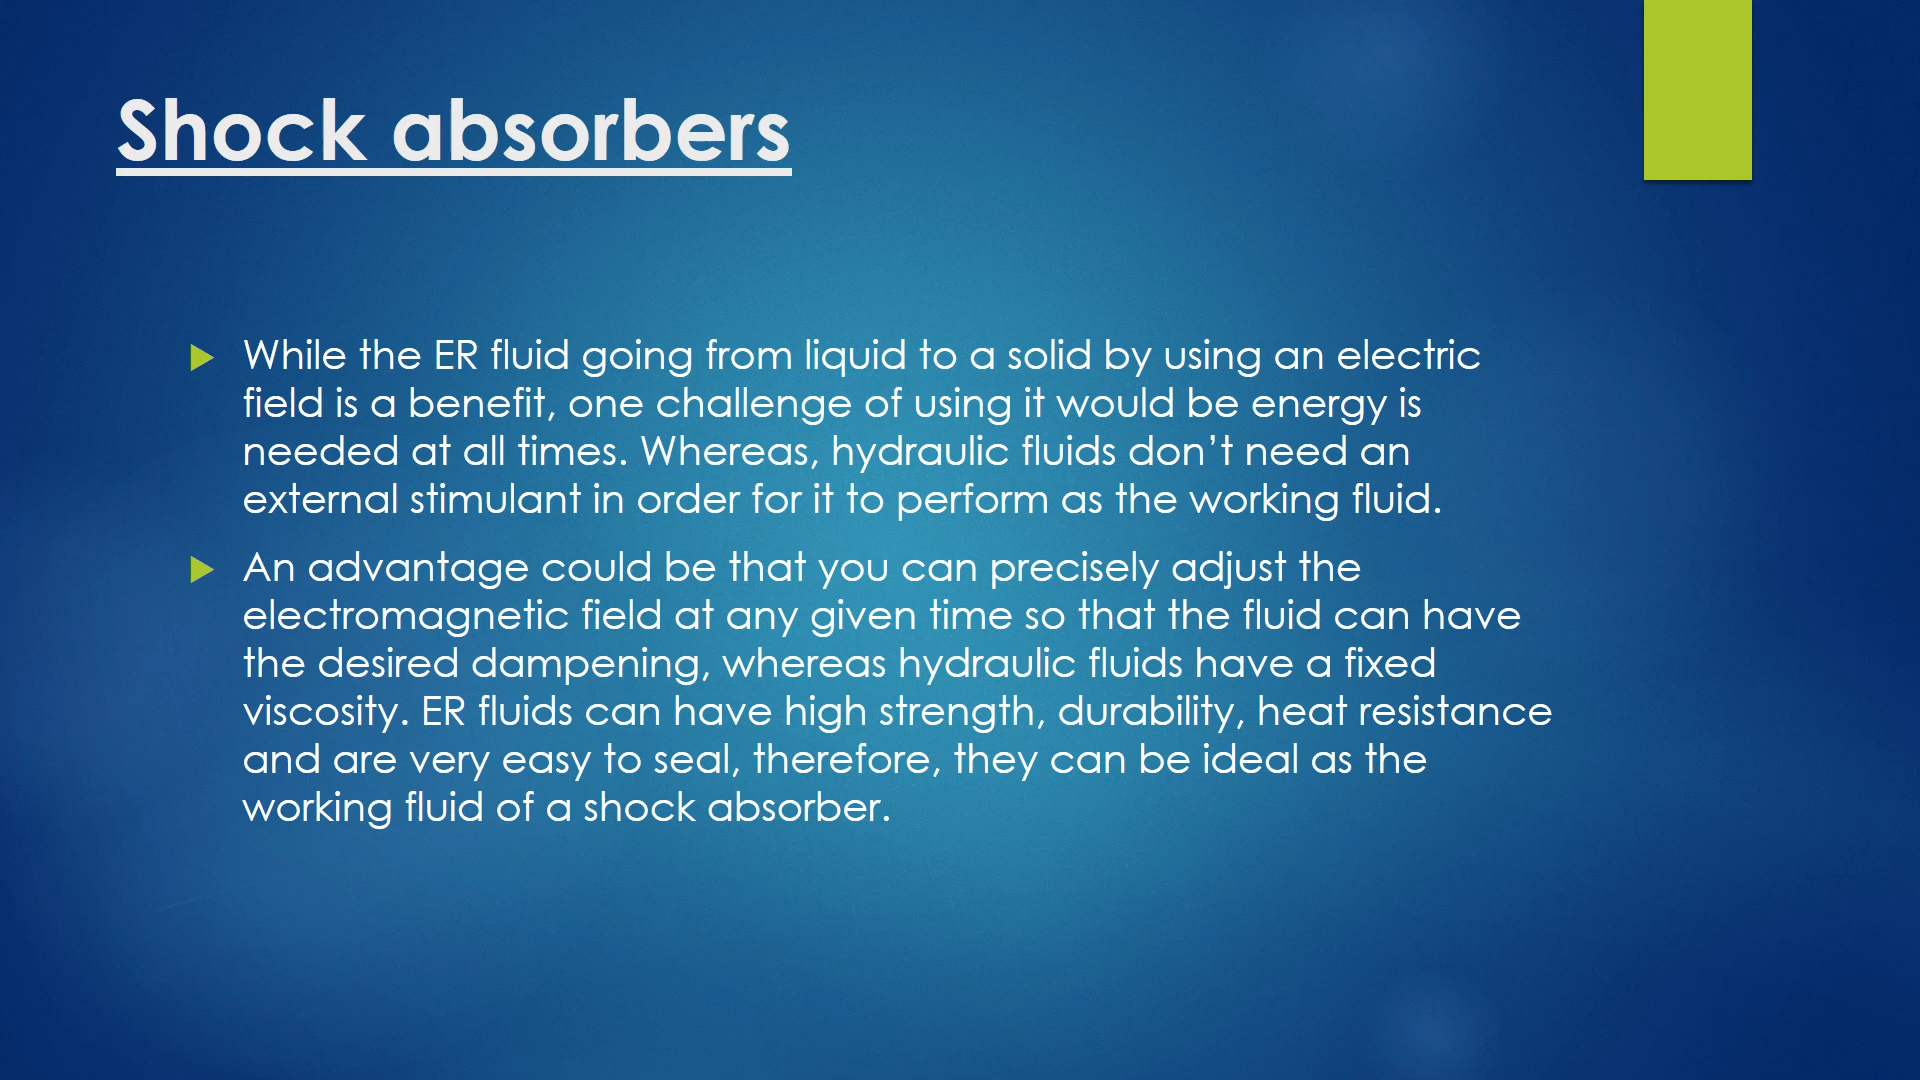 Shock absorbers
While the ER fluid going from liquid to a solid by using an electric
field is a benefit, one challenge of using it would be energy is
needed at all times. Whereas, hydraulic fluids don’t need an
external stimulant in order for it to perform as the working fluid.
An advantage could be that you can precisely adjust the
electromagnetic field at any given time so that the fluid can have
the desired dampening, whereas hydraulic fluids have a fixed
viscosity. ER fluids can have high strength, durability, heat resistance
and are very easy to seal, therefore, they can be ideal as the
working fluid of a shock absorber.